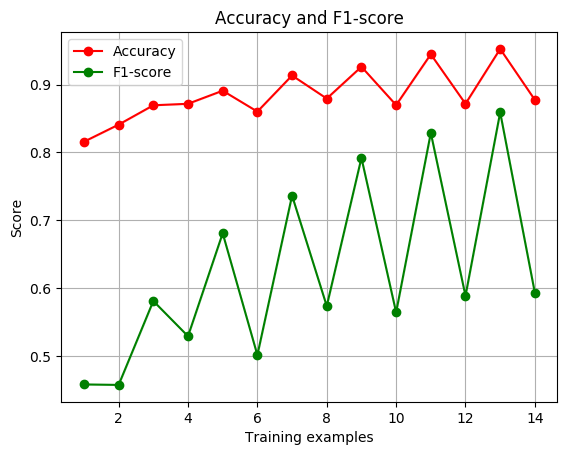 Accuracy and F1-score
Accuracy
F1-score
Score
0.9
0.8
0.7
0.6
0.5
2 4 6 8 10 12 14
Training examples